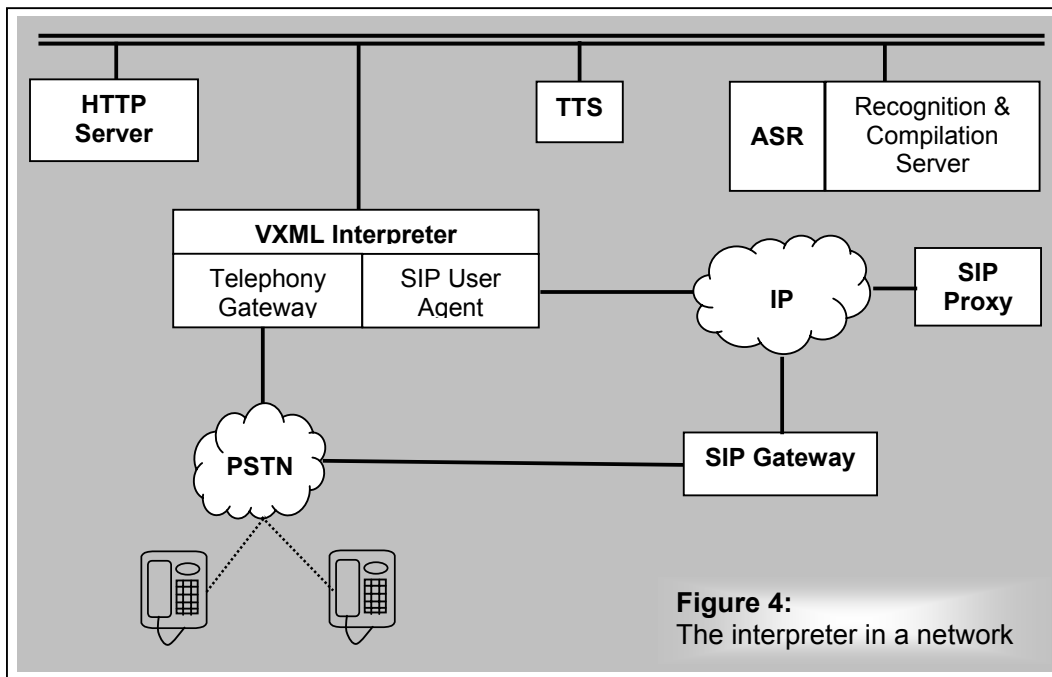 HTTP
Server
TTS
ASR
Recognition &
Compilation
Server
VXML Interpreter
Telephony
Gateway
SIP User
Agent
IP
SIP
Proxy
PSTN
SIP Gateway
Figure 4:
The interpreter in a network